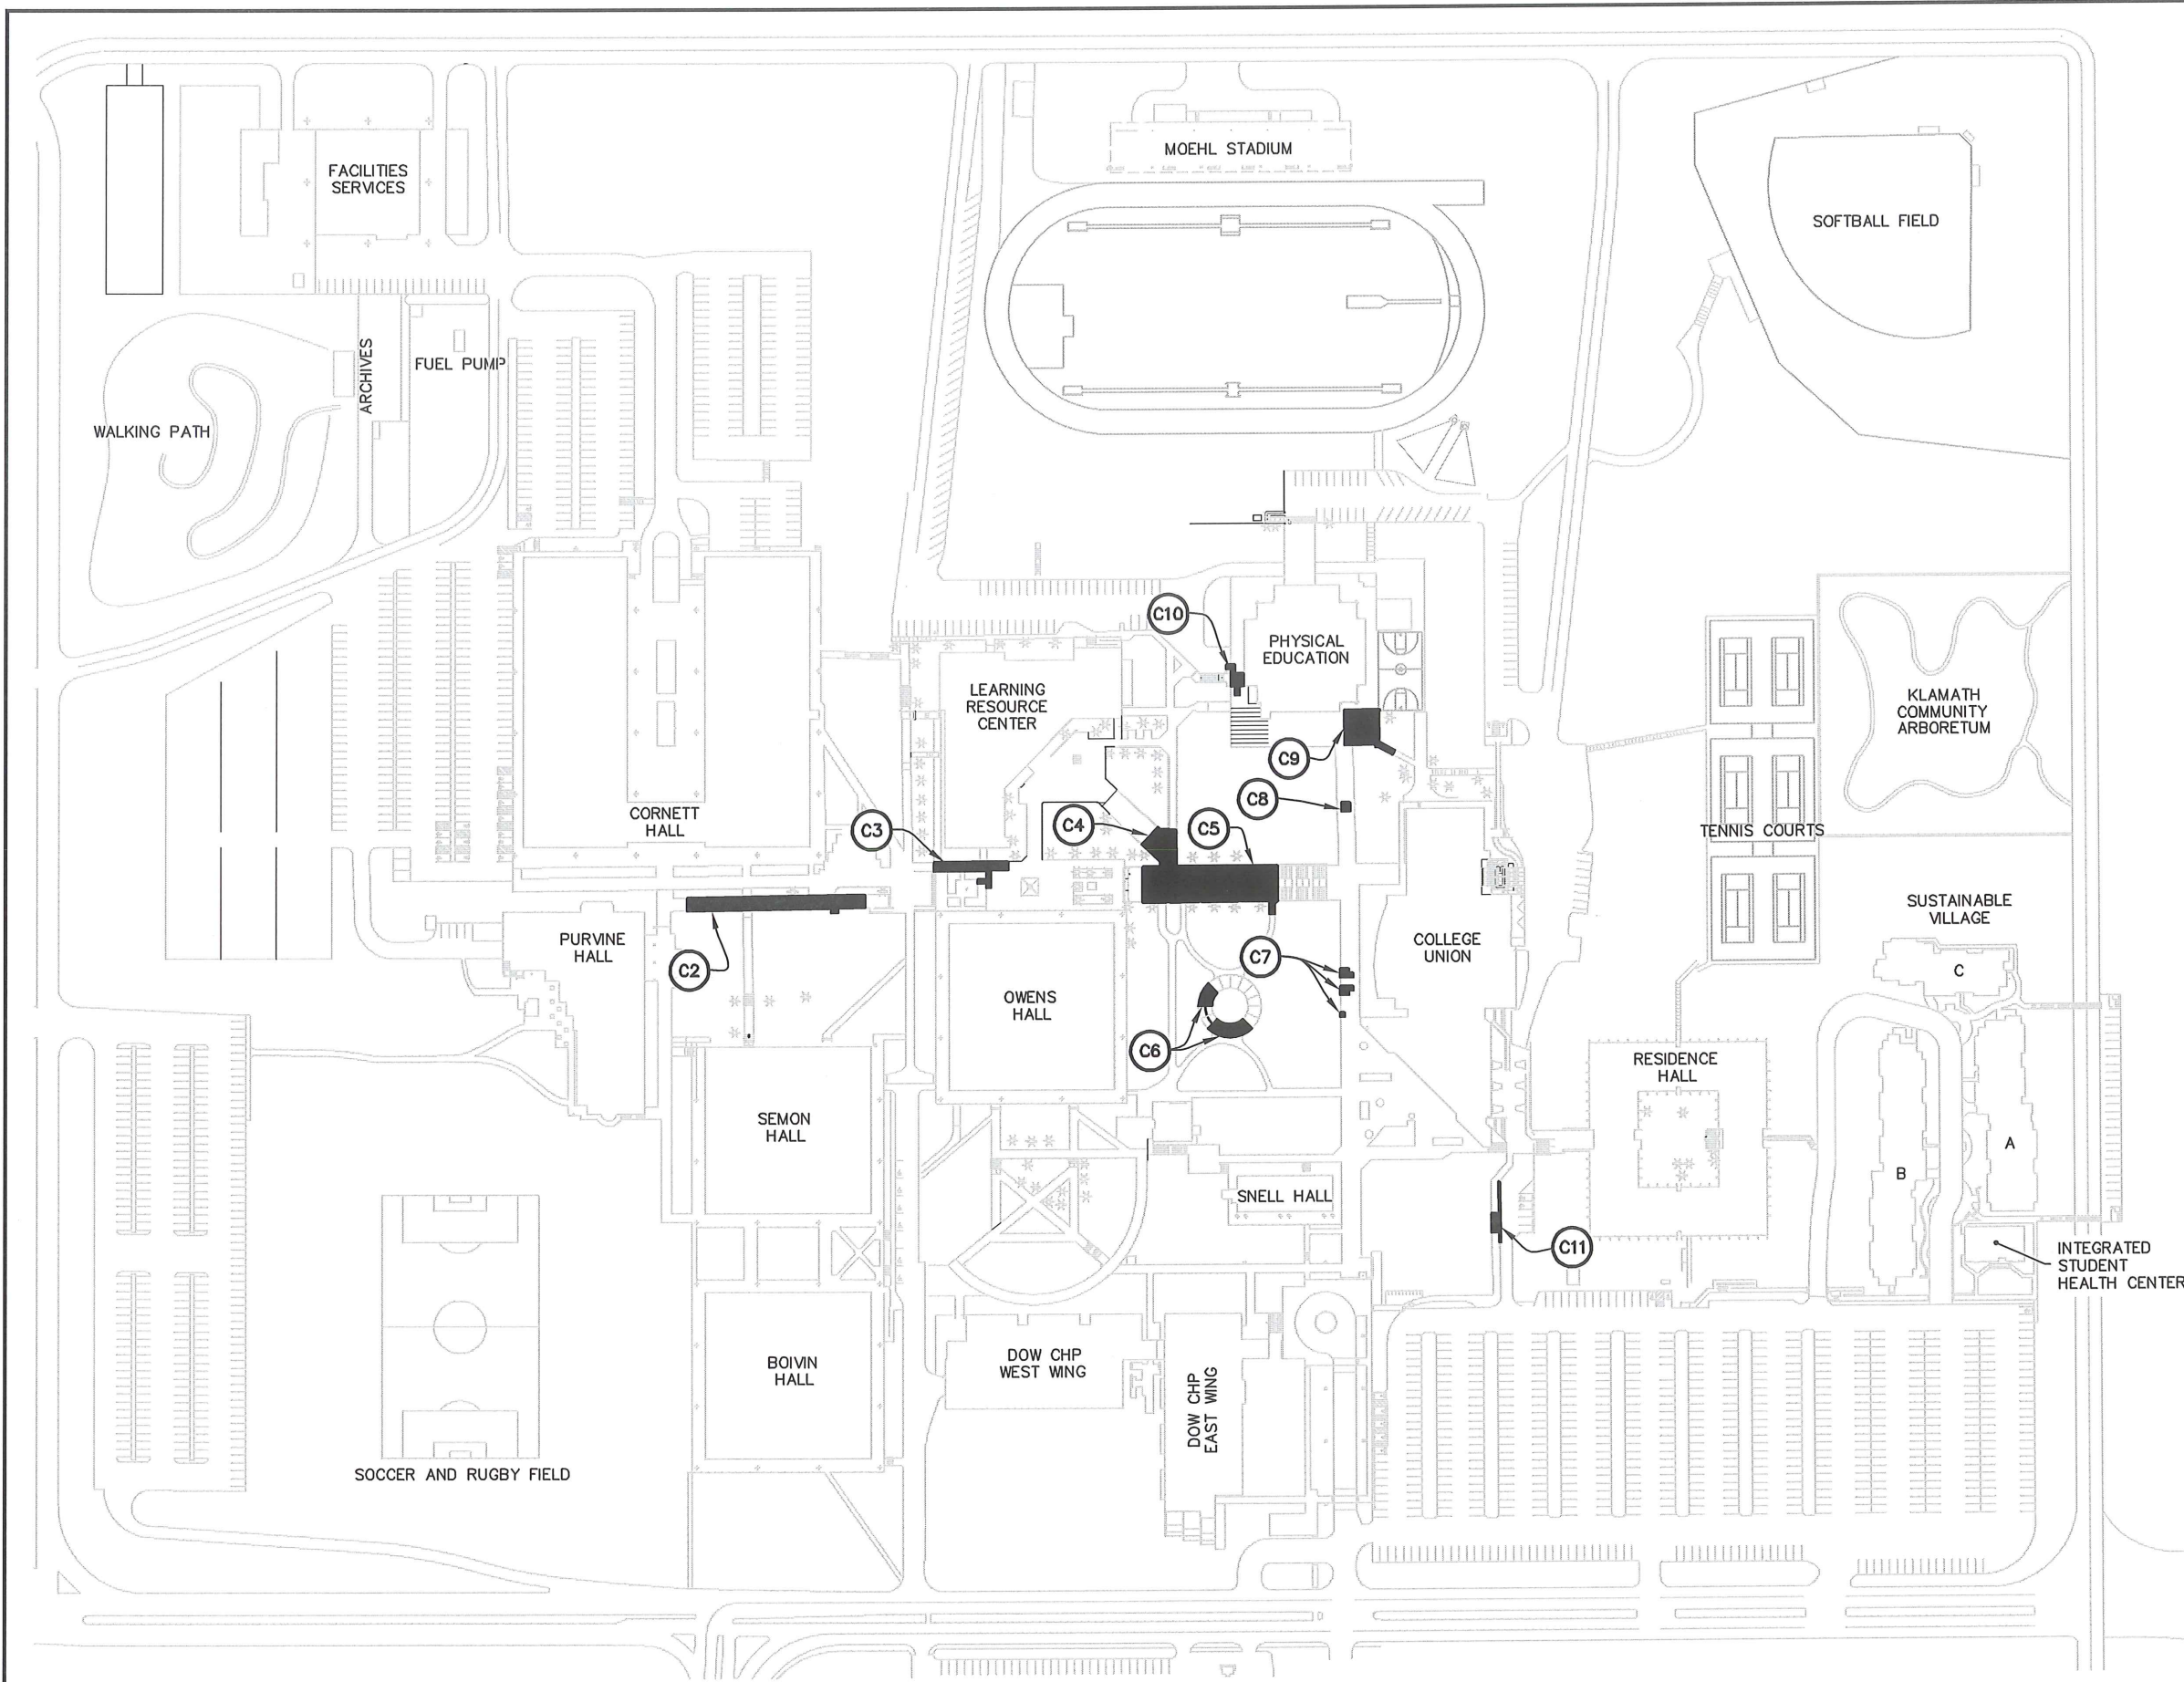 MOEHL STADIUM
FACILITIES
SERVICES
SOFTBALL FIELD
ARCHIVES
FUEL PUMP
WALKING PATH
C10
PHYSICAL
EDUCATION
LEARNING
RESOURCE
CENTER
KLAMATH
COMMUNITY
ARBORETUM
C9
C8
CORNETT
HALL
C3
C4
C5
TENNIS COURTS
SUSTAINABLE
VILLAGE
PURVINE
HALL
C2
COLLEGE
UNION
C7
C
OWENS
HALL
C6
RESIDENCE
HALL
SEMON
HALL
A
B
SNELL HALL
C11
INTEGRATED
STUDENT
HEALTH CENTER
BOIVIN
HALL
DOW CHP
WEST WING
DOW CHP
EAST WING
SOCCER AND RUGBY FIELD